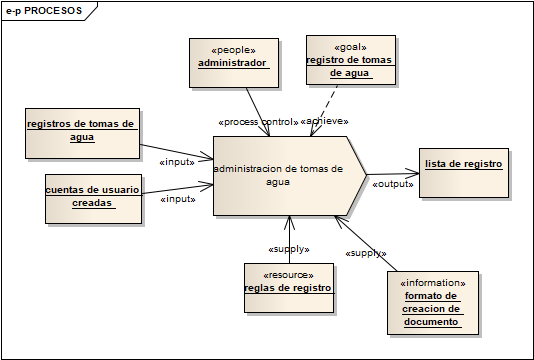 e-p PROCESOS
«people»
administrador
«goal»
registro de tomas
de agua
registros de tomas de
agua
«process control»
«achieve»
«input»
administracion de tomas de
agua
lista de registro
cuentas de usuario
creadas
«input»
«output»
«supply»
«supply»
«resource»
reglas de registro
«information»
formato de
creacion de
documento